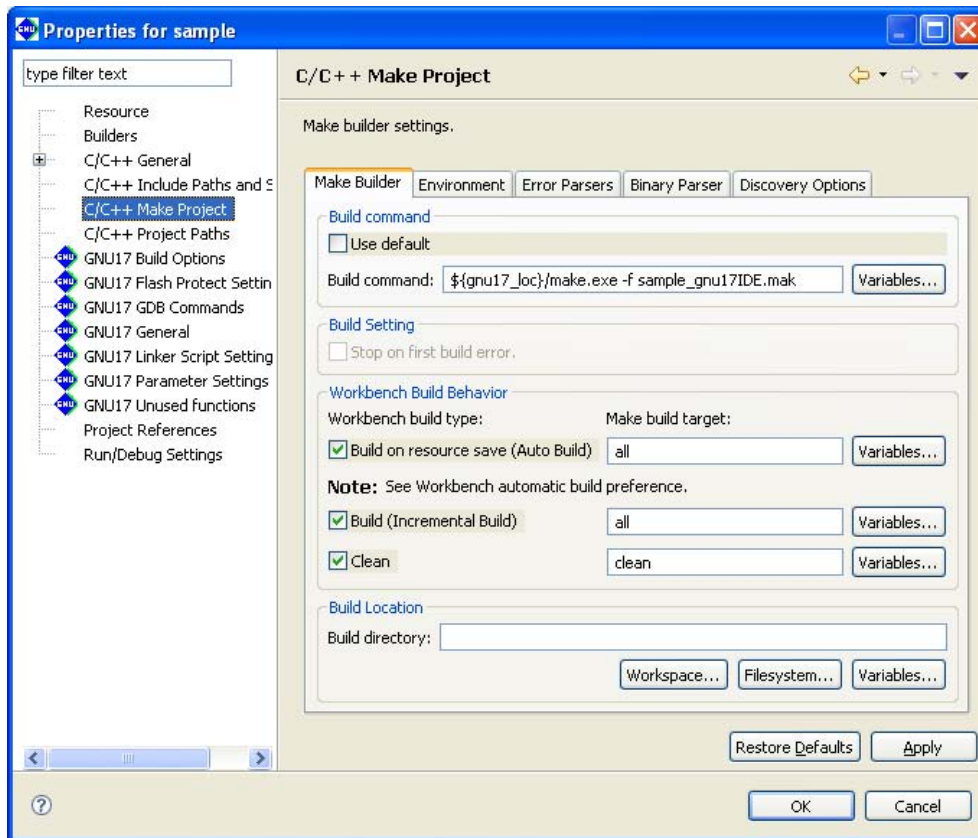 Properties for sample
type filter text
Resource
Builders
C/C++ General
C/C++ Include Paths and S
C/C++ Make Project
C/C++ Project Paths
GNU17 Build Options
GNU17 Flash Protect Settin
GNU17 GDB Commands
GNU17 General
GNU17 Linker Script Setting
GNU17 Parameter Settings
GNU17 Unused functions
Project References
Run/Debug Settings
C/C++ Make Project
Make builder settings.
Make Builder Environment Error Parsers Binary Parser Discovery Options
Build command
Use default
Build command: ${gnu17_loc}/make.exe -f sample_gnu17IDE.mak Variables...
Build Setting
Stop on first build error.
Workbench Build Behavior
Workbench build type: Make build target:
Build on resource save (Auto Build) all Variables...
Note: See Workbench automatic build preference.
Build (Incremental Build) all Variables...
Clean clean Variables...
Build Location
Build directory:
Workspace... Filesystem... Variables...
Restore Defaults Apply
OK Cancel